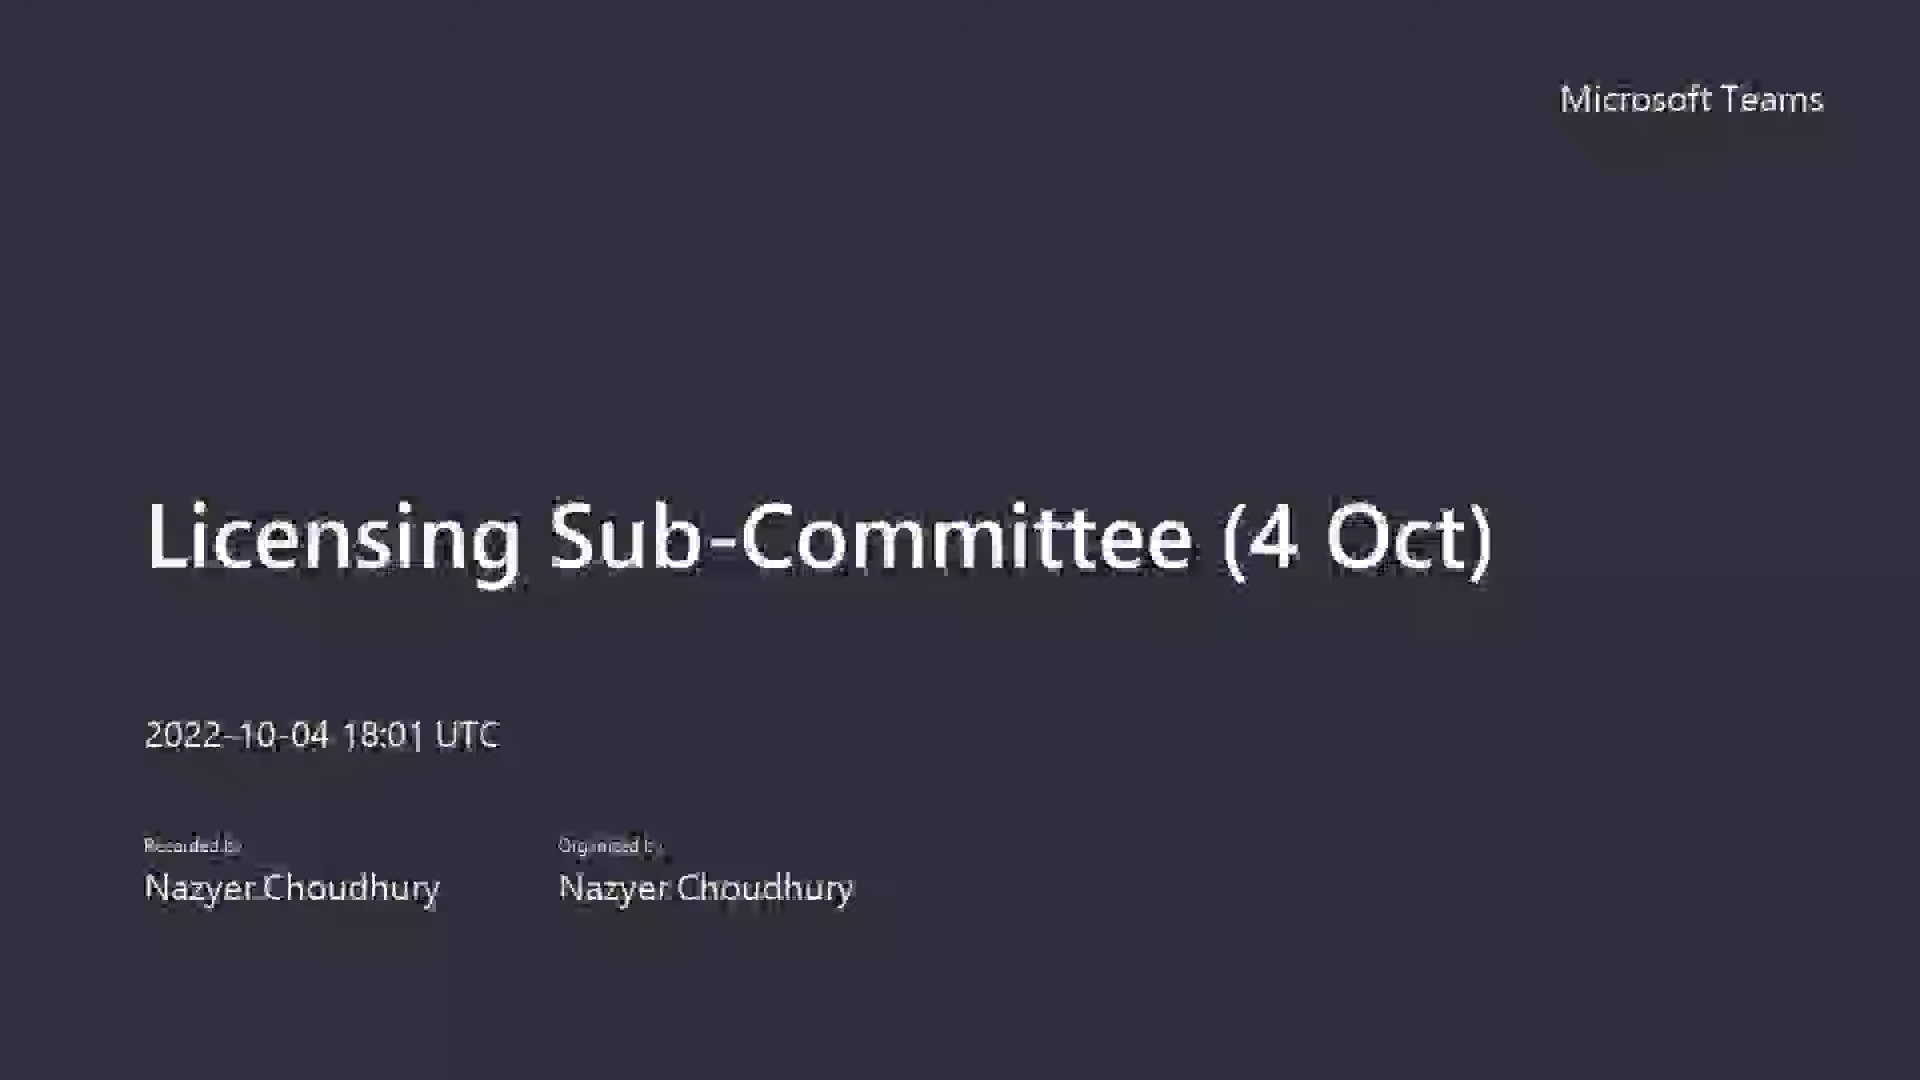 Microsoft Teams
Licensing Sub-Committee (4 Oct)
2022-10-04 18:01 UTC
Recorded by
Organized by
Nazyer Choudhury
Nazyer Choudhury